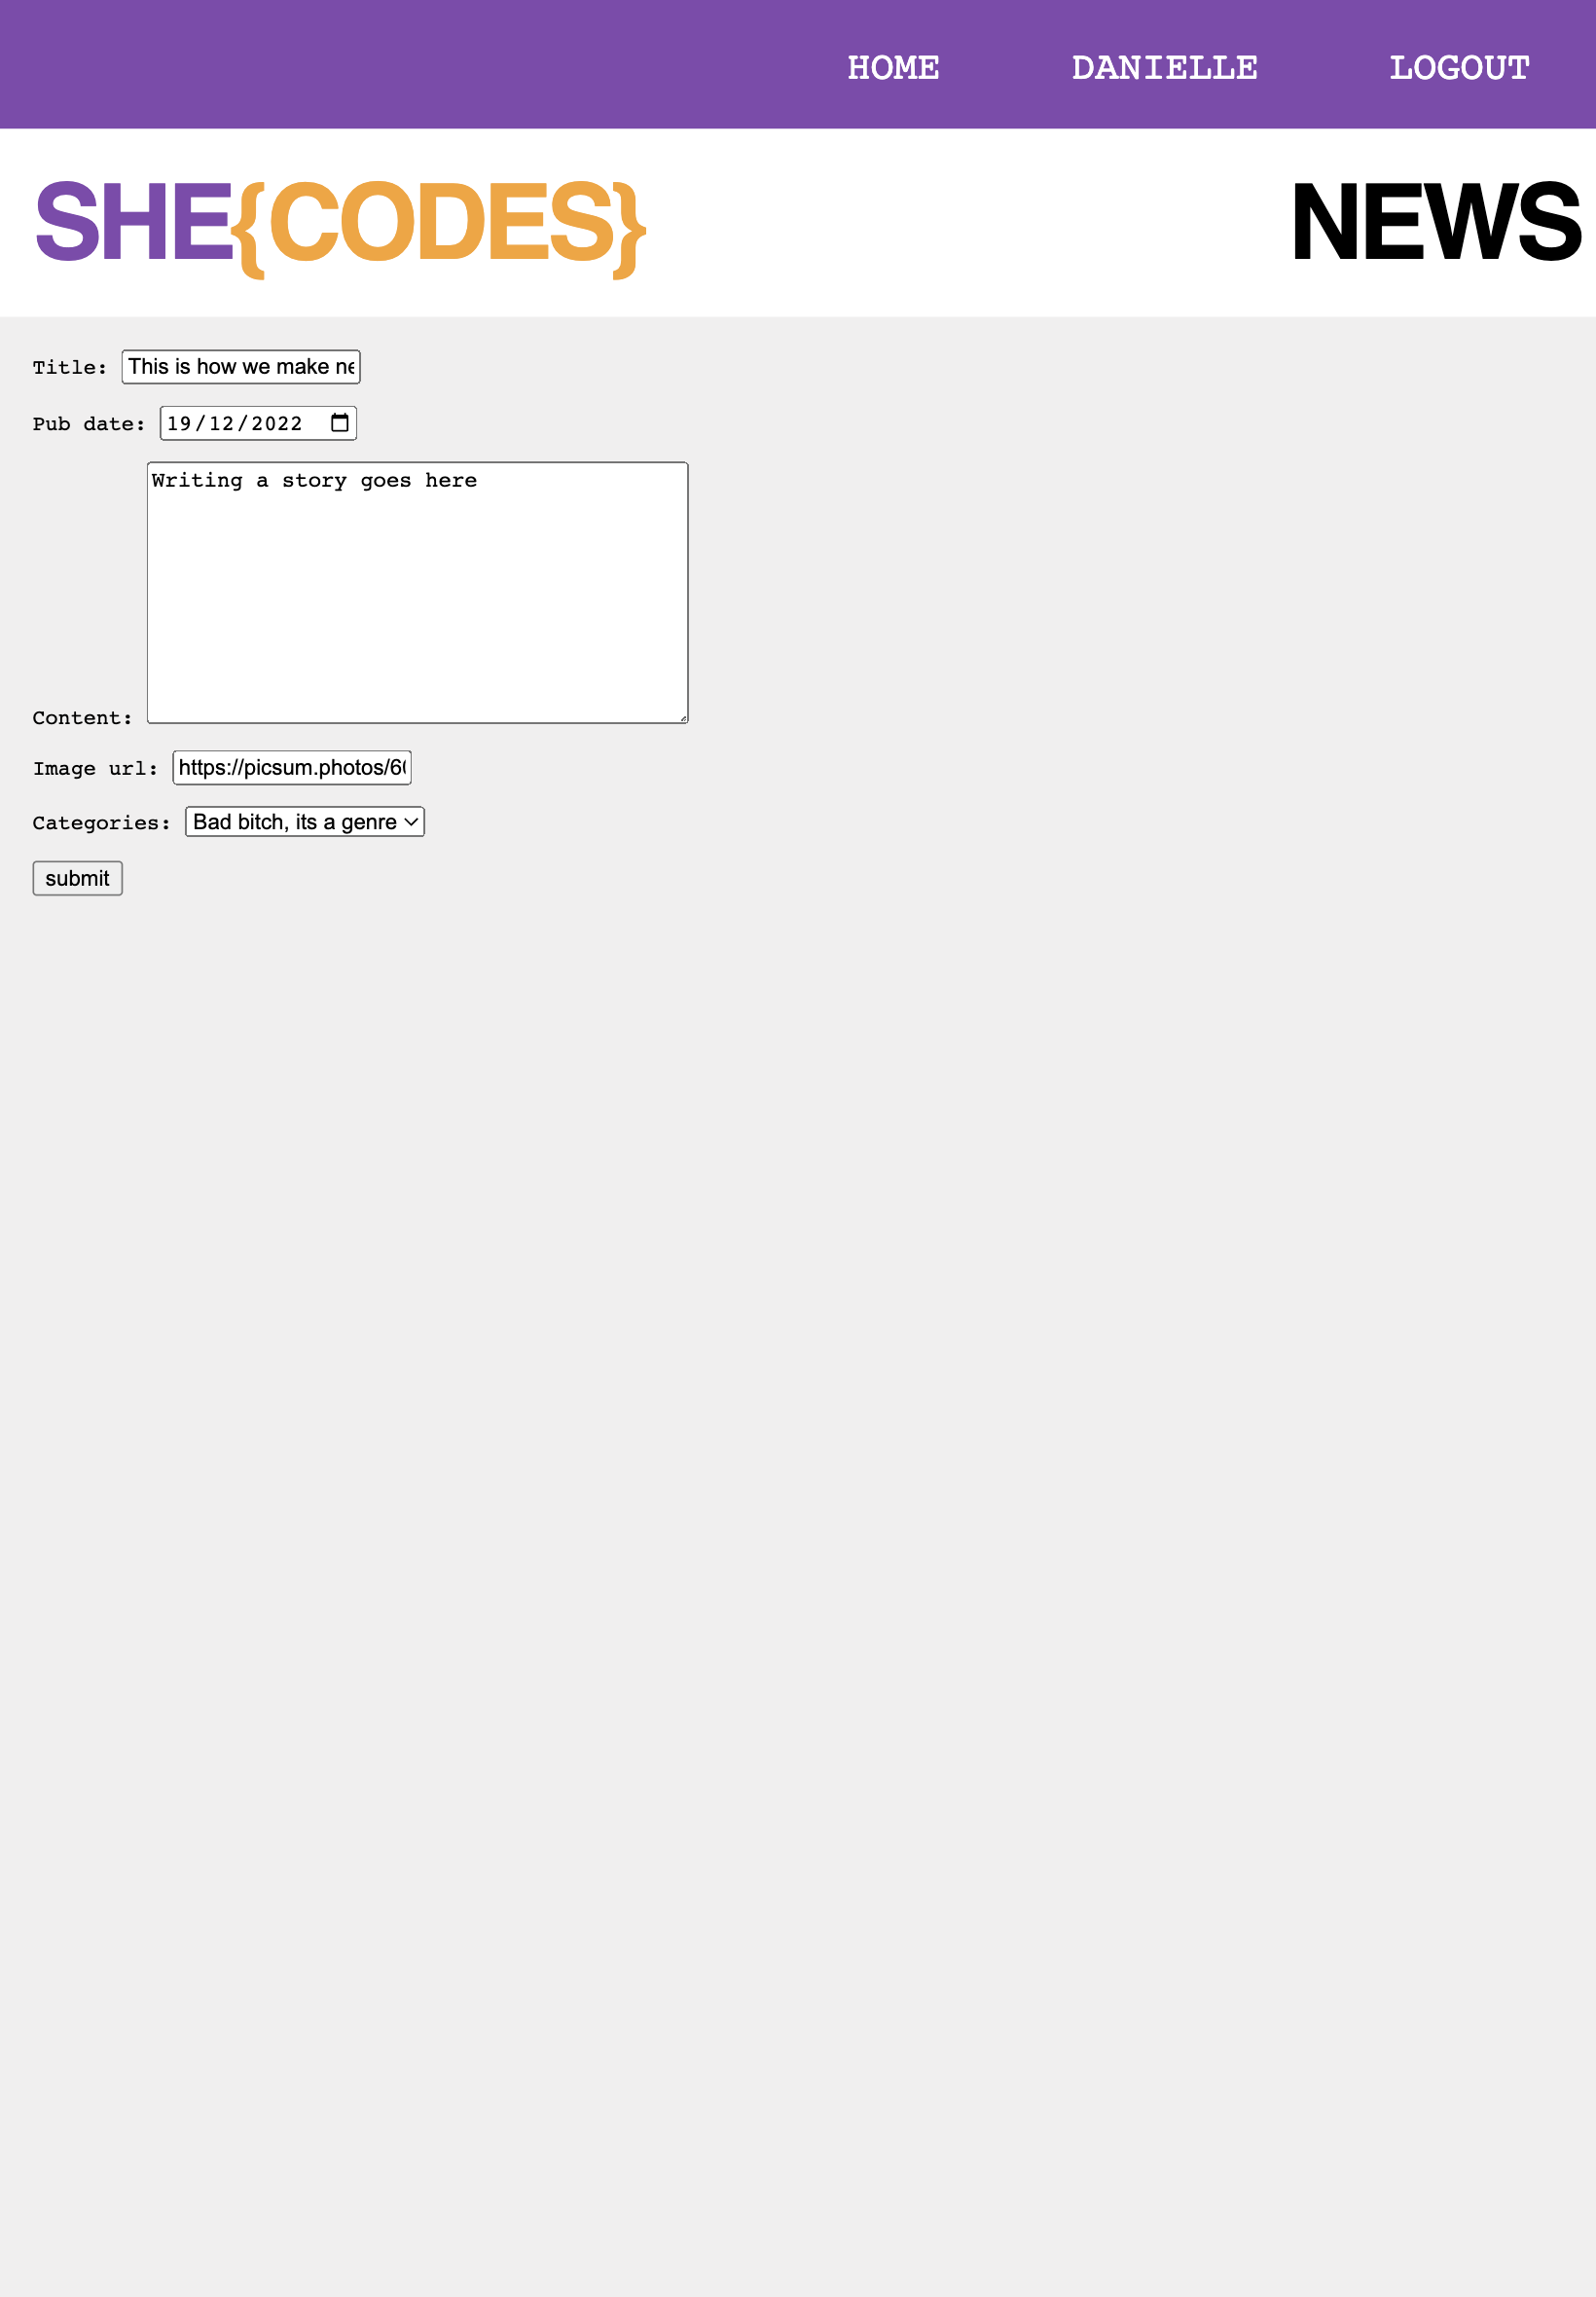 HOME DANIELLE LOGOUT
SHE{CODES} NEWS
Title: This is how we make
Pub date: 19/12/2022
Writing a story goes here
Content:
Image url: https://picsum.photos/6
Categories: Bad bitch, its a genre
submit